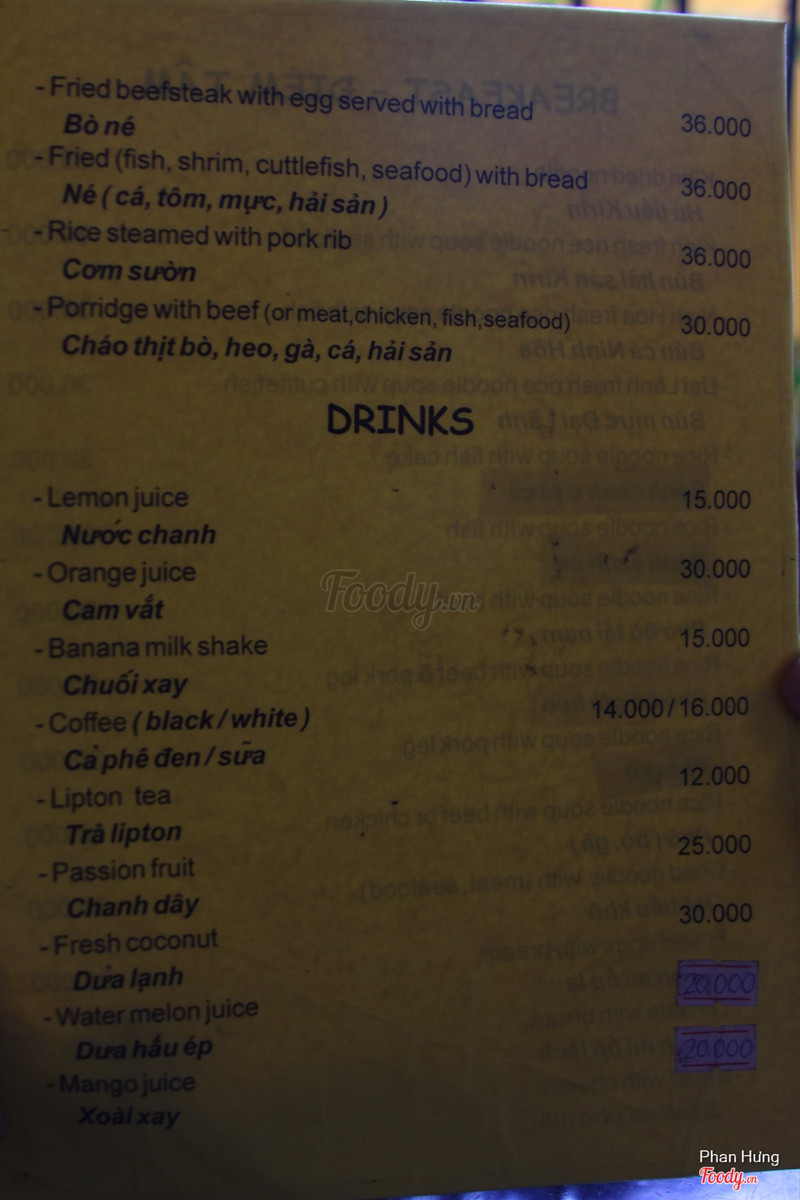 - Fried beefsteak with egg served with bread 36.000
Bò né
- Fried (fish, shrim, cuttlefish, seafood) with bread 36.000
Né ( cá, tôm, mực, hải sản )
- Rice steamed with pork rib 36.000
Cơm sườn
- Porridge with beef (or meat,chicken, fish,seafood) 30.000
Cháo thịt bò, heo, gà, cá, hải sản
DRINKS
- Lemon juice 15.000
Nước chanh
- Orange juice 30.000
Cam vắt
- Banana milk shake 15.000
Chuối xay
- Coffee ( black / white ) 14.000 / 16.000
Cà phê đen / sữa
- Lipton tea 12.000
Trà lipton
- Passion fruit 25.000
Chanh dây
- Fresh coconut 30.000
Dừa lạnh
- Water melon juice 20.000
Dưa hấu ép
- Mango juice 20.000
Xoài xay
Foody.vn
Phan Hưng
Foody.vn